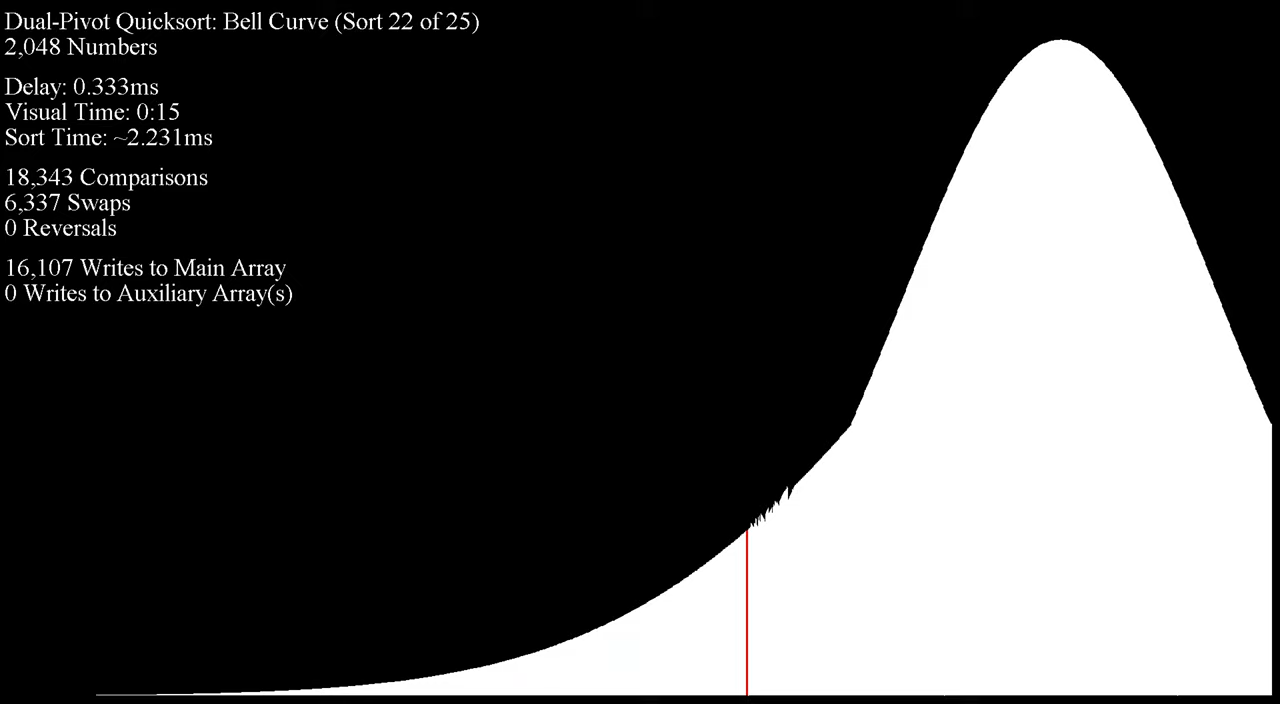 Dual-Pivot Quicksort: Bell Curve (Sort 22 of 25)
2,048 Numbers
Delay: 0.333ms
Visual Time: 0:15
Sort Time: ~2.231ms
18,343 Comparisons
6,337 Swaps
0 Reversals
16,107 Writes to Main Array
0 Writes to Auxiliary Array(s)